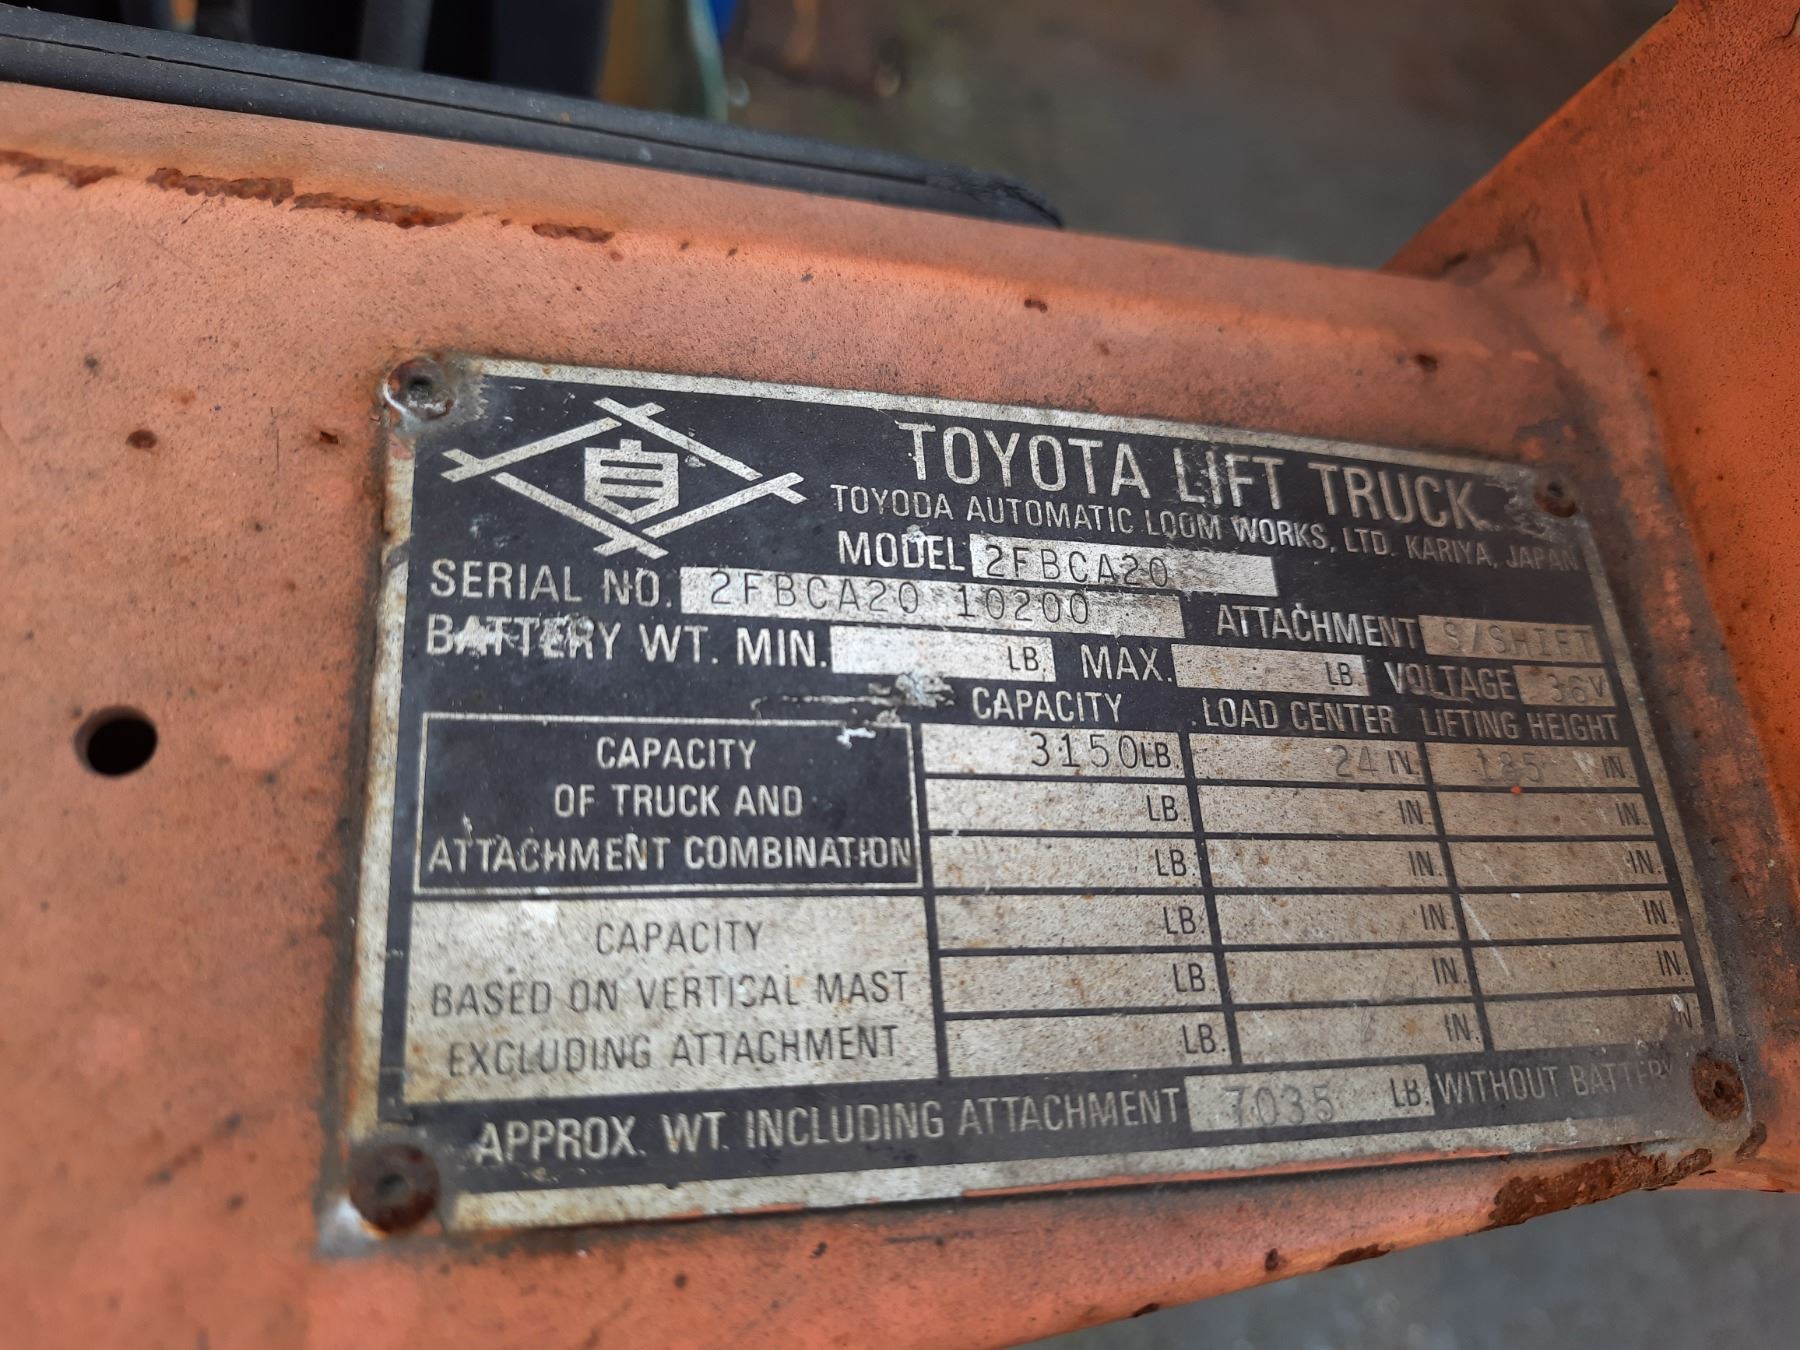 自
TOYOTA LIFT TRUCK
TOYODA AUTOMATIC LOOM WORKS, LTD. KARIYA, JAPAN
MODEL 2FBCA20
SERIAL NO. 2FBCA20 10200 ATTACHMENT S/SHIFT
BATTERY WT. MIN. LB. MAX. LB. VOLTAGE 36V
CAPACITY LOAD CENTER LIFTING HEIGHT
CAPACITY OF TRUCK AND ATTACHMENT COMBINATION
3150LB. 24 IN. 185 IN
LB. IN. IN.
LB. IN. IN.
CAPACITY BASED ON VERTICAL MAST EXCLUDING ATTACHMENT
LB. IN. IN.
LB. IN. IN.
LB. IN. IN
APPROX. WT. INCLUDING ATTACHMENT 7035 LB. WITHOUT BATTERY